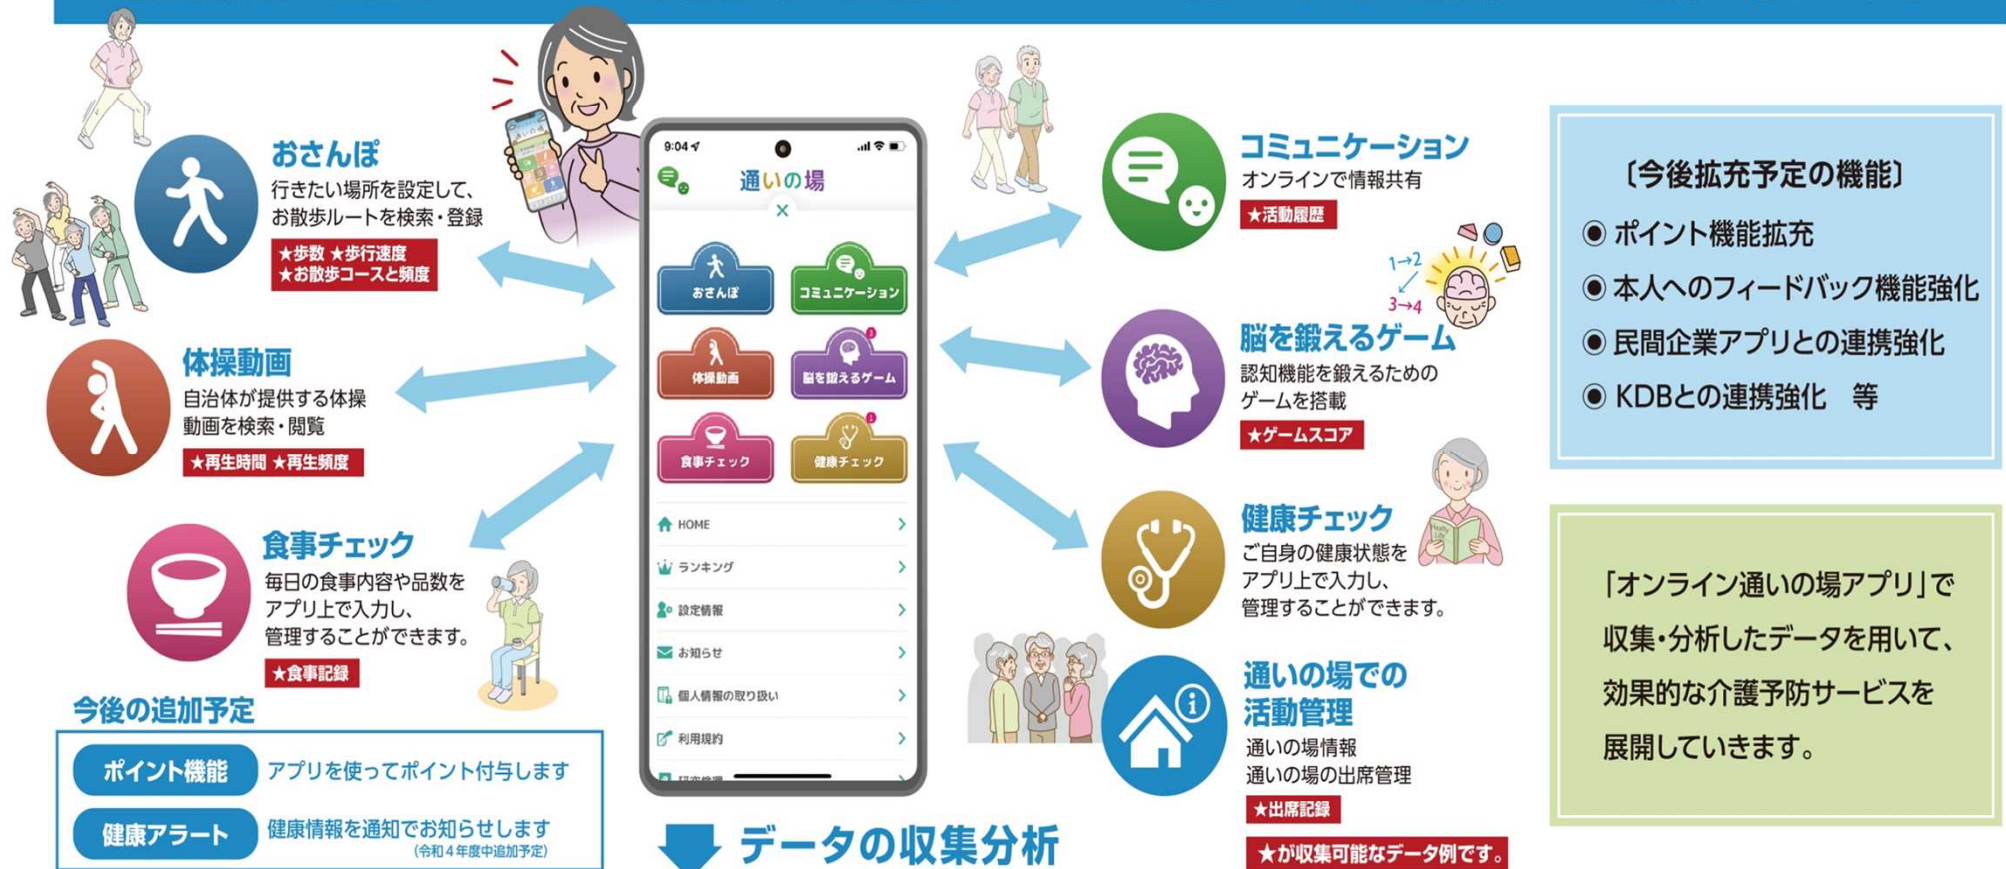 おさんぽ
行きたい場所を設定して、
お散歩ルートを検索・登録
★歩数 ★歩行速度
★お散歩コースと頻度
体操動画
自治体が提供する体操
動画を検索・閲覧
★再生時間 ★再生頻度
食事チェック
毎日の食事内容や品数を
アプリ上で入力し、
管理することができます。
★食事記録
今後の追加予定
ポイント機能 アプリを使ってポイント付与します
健康アラート 健康情報を通知でお知らせします
(令和4年度中追加予定)
通いの場
9:04
通いの場
×
おさんぽ コミュニケーション
体操動画 脳を鍛えるゲーム
食事チェック 健康チェック
HOME
ランキング
設定情報
お知らせ
個人情報の取り扱い
利用規約
データの収集分析
コミュニケーション
オンラインで情報共有
★活動履歴
1→2
3→4
脳を鍛えるゲーム
認知機能を鍛えるための
ゲームを搭載
★ゲームスコア
健康チェック
ご自身の健康状態を
アプリ上で入力し、
管理することができます。
通いの場での
活動管理
通いの場情報
通いの場の出席管理
★出席記録
★が収集可能なデータ例です。
〔今後拡充予定の機能〕
◉ ポイント機能拡充
◉ 本人へのフィードバック機能強化
◉ 民間企業アプリとの連携強化
◉ KDBとの連携強化　等
「オンライン通いの場アプリ」で
収集・分析したデータを用いて、
効果的な介護予防サービスを
展開していきます。